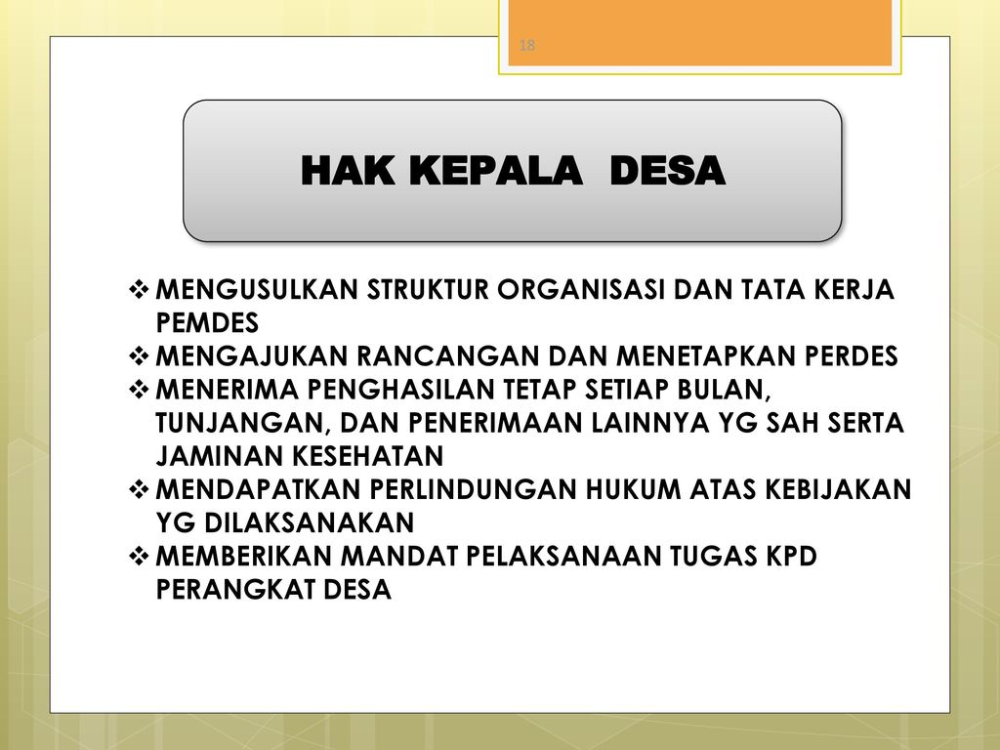 18
HAK KEPALA DESA
❖ MENGUSULKAN STRUKTUR ORGANISASI DAN TATA KERJA
PEMDES
❖ MENGAJUKAN RANCANGAN DAN MENETAPKAN PERDES
❖ MENERIMA PENGHASILAN TETAP SETIAP BULAN,
TUNJANGAN, DAN PENERIMAAN LAINNYA YG SAH SERTA
JAMINAN KESEHATAN
❖ MENDAPATKAN PERLINDUNGAN HUKUM ATAS KEBIJAKAN
YG DILAKSANAKAN
❖ MEMBERIKAN MANDAT PELAKSANAAN TUGAS KPD
PERANGKAT DESA